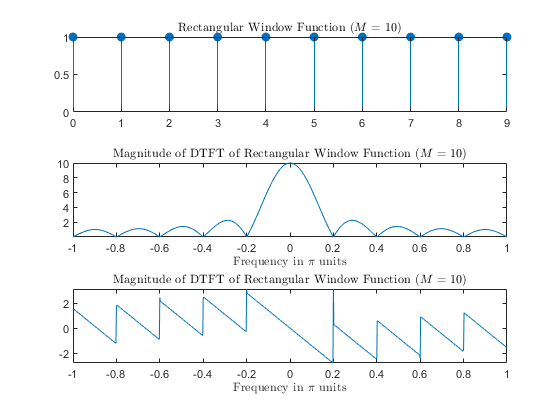 Rectangular Window Function (M = 10)
1
0.5
0
0 1 2 3 4 5 6 7 8 9
Magnitude of DTFT of Rectangular Window Function (M = 10)
10
8
6
4
2
-1 -0.8 -0.6 -0.4 -0.2 0 0.2 0.4 0.6 0.8 1
Frequency in π units
Magnitude of DTFT of Rectangular Window Function (M = 10)
2
0
-2
-1 -0.8 -0.6 -0.4 -0.2 0 0.2 0.4 0.6 0.8 1
Frequency in π units